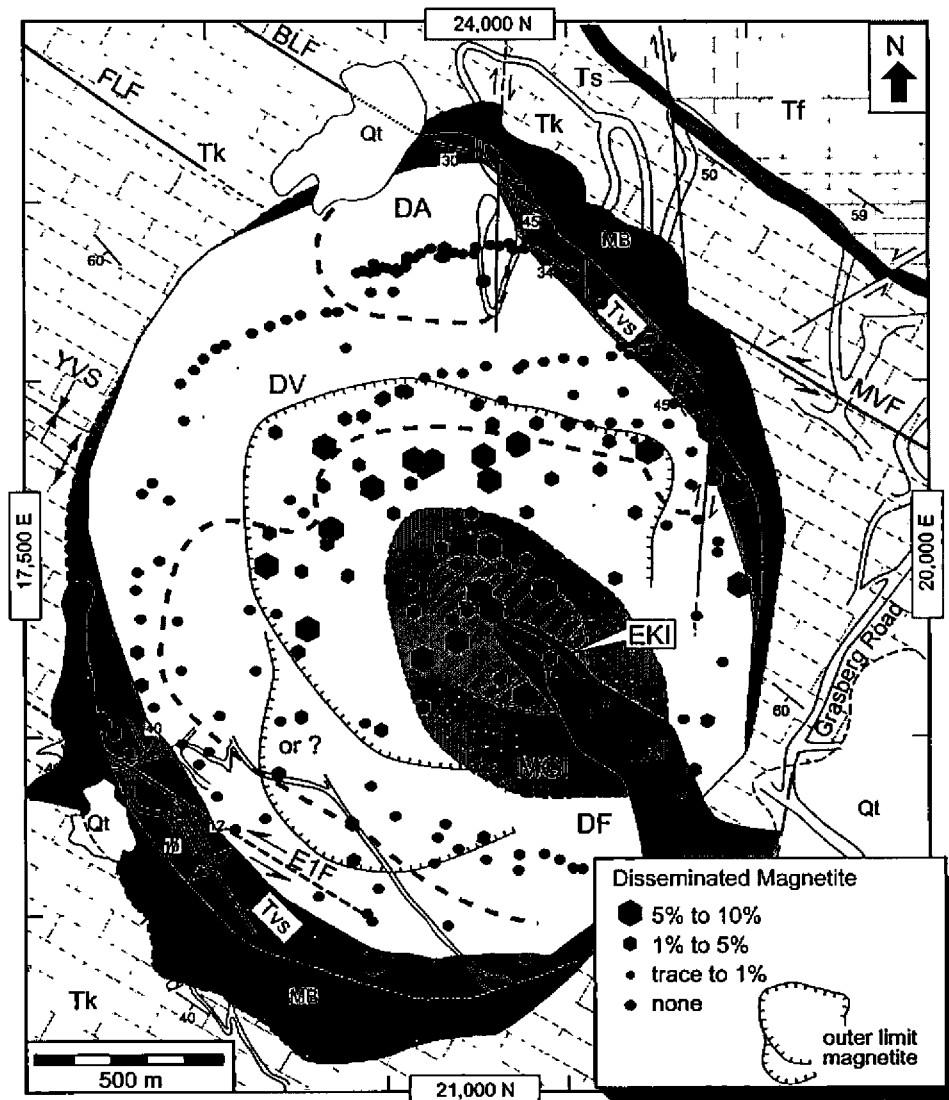 24,000 N
N
BLF
FLF
Ts
Tf
Qt
Tk
Tk
30
50
59
DA
45
MB
60
34
Tvs
YVS
DV
MVF
45
17,500 E
20,000 E
EKI
Grasberg Road
60
40
or ?
MGI
Qt
Qt
DF
12
E1F
Tvs
MB
Tk
40
500 m
21,000 N
Disseminated Magnetite
5% to 10%
1% to 5%
trace to 1%
none
outer limit
magnetite